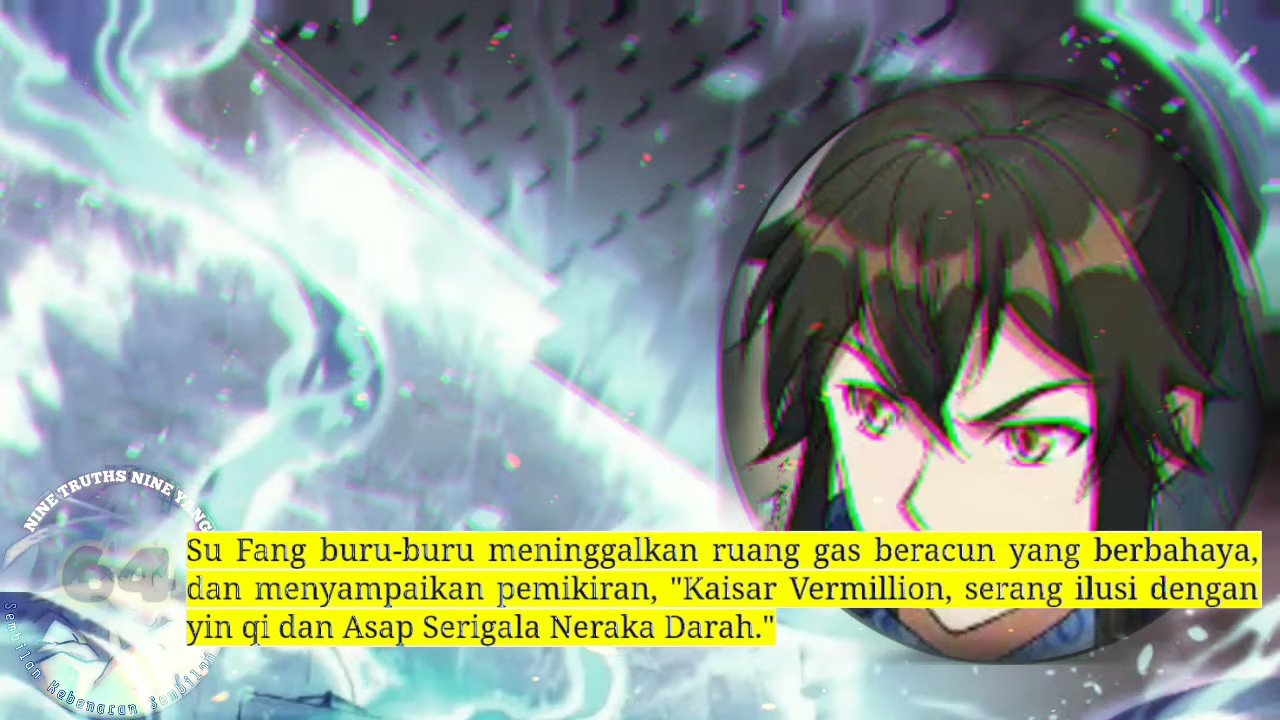 NINE TRUTHS NINE YANG
64
Su Fang buru-buru meninggalkan ruang gas beracun yang berbahaya,
dan menyampaikan pemikiran, "Kaisar Vermillion, serang ilusi dengan
yin qi dan Asap Serigala Neraka Darah."
Sembilan Kebenaran Sembilan